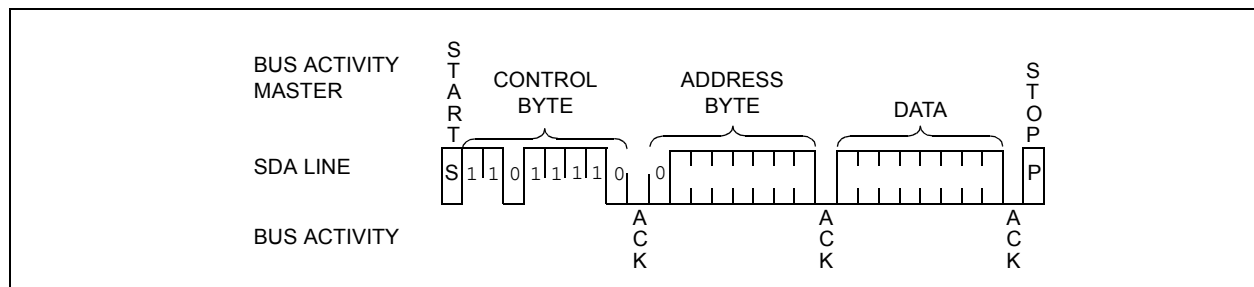 BUS ACTIVITY
MASTER
START
CONTROL
BYTE
ADDRESS
BYTE
DATA
STOP
SDA LINE
S 1 1 0 1 1 1 1 0 0 P
BUS ACTIVITY
ACK
ACK
ACK